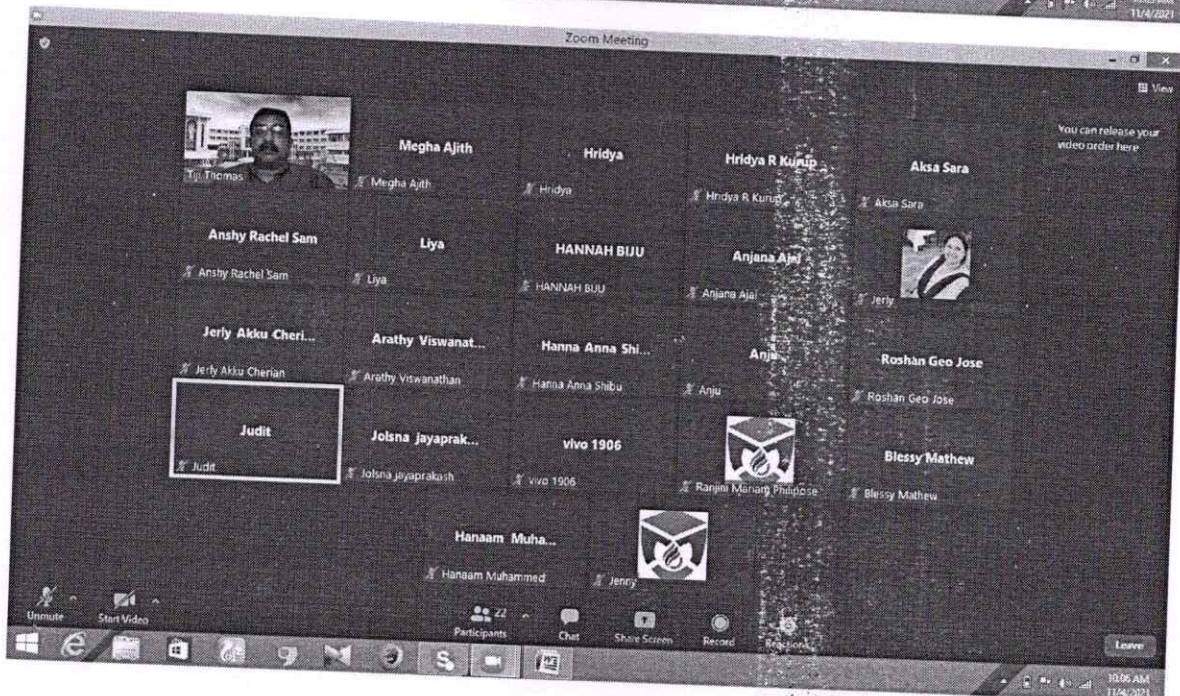 11/4/2021
Zoom Meeting
View
You can release your
video order here
Tiji Thomas
Megha Ajith
Megha Ajith
Hridya
Hridya
Hridya R Kurup
Hridya R Kurup
Aksa Sara
Aksa Sara
Anshy Rachel Sam
Anshy Rachel Sam
Liya
Liya
HANNAH BIJU
HANNAH BIJU
Anjana Ajai
Anjana Ajai
Jerly
Jerly Akku Cheri...
Jerly Akku Cherian
Arathy Viswanat...
Arathy Viswanathan
Hanna Anna Shi...
Hanna Anna Shibu
Anju
Anju
Roshan Geo Jose
Roshan Geo Jose
Judit
Judit
Jolsna jayaprak...
Jolsna jayaprakash
vivo 1906
vivo 1906
Ranjini Mariam Philipose
Blessy Mathew
Blessy Mathew
Hanaam Muha...
Hanaam Muhammed
Jenny
Unmute
Start Video
22
Participants
Chat
Share Screen
Record
Reactions
Leave
10:06 AM
11/4/2021